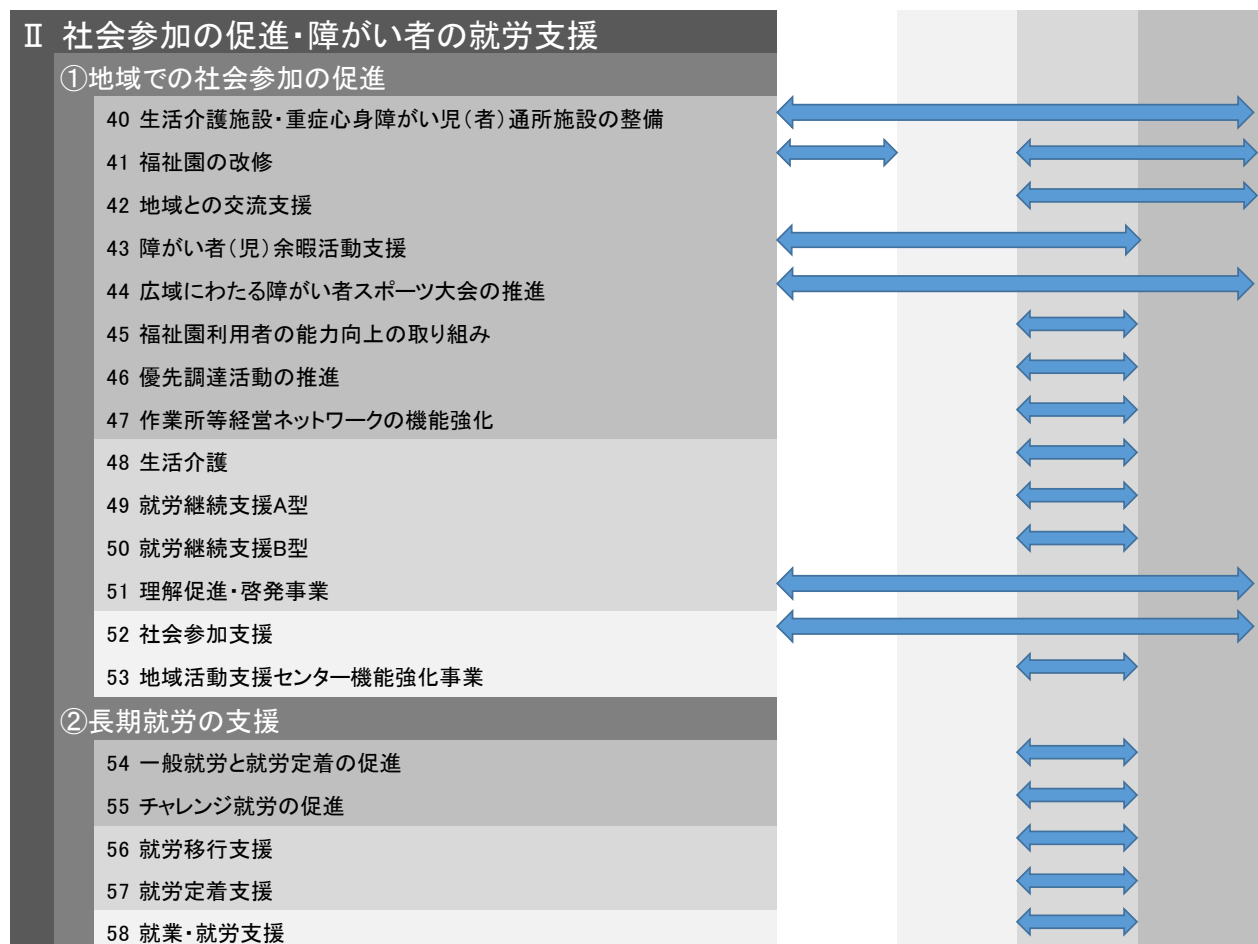 Ⅱ 社会参加の促進・障がい者の就労支援
①地域での社会参加の促進
40 生活介護施設・重症心身障がい児（者）通所施設の整備
41 福祉園の改修
42 地域との交流支援
43 障がい者（児）余暇活動支援
44 広域にわたる障がい者スポーツ大会の推進
45 福祉園利用者の能力向上の取り組み
46 優先調達活動の推進
47 作業所等経営ネットワークの機能強化
48 生活介護
49 就労継続支援A型
50 就労継続支援B型
51 理解促進・啓発事業
52 社会参加支援
53 地域活動支援センター機能強化事業
②長期就労の支援
54 一般就労と就労定着の促進
55 チャレンジ就労の促進
56 就労移行支援
57 就労定着支援
58 就業・就労支援